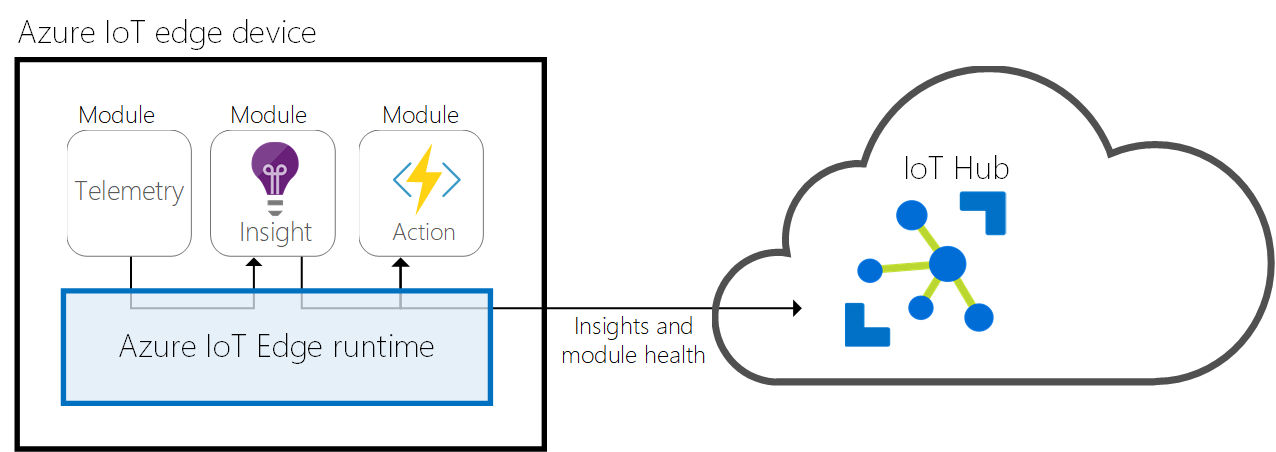 Azure IoT edge device
Module
Module
Module
Telemetry
Insight
Action
Azure IoT Edge runtime
Insights and
module health
IoT Hub